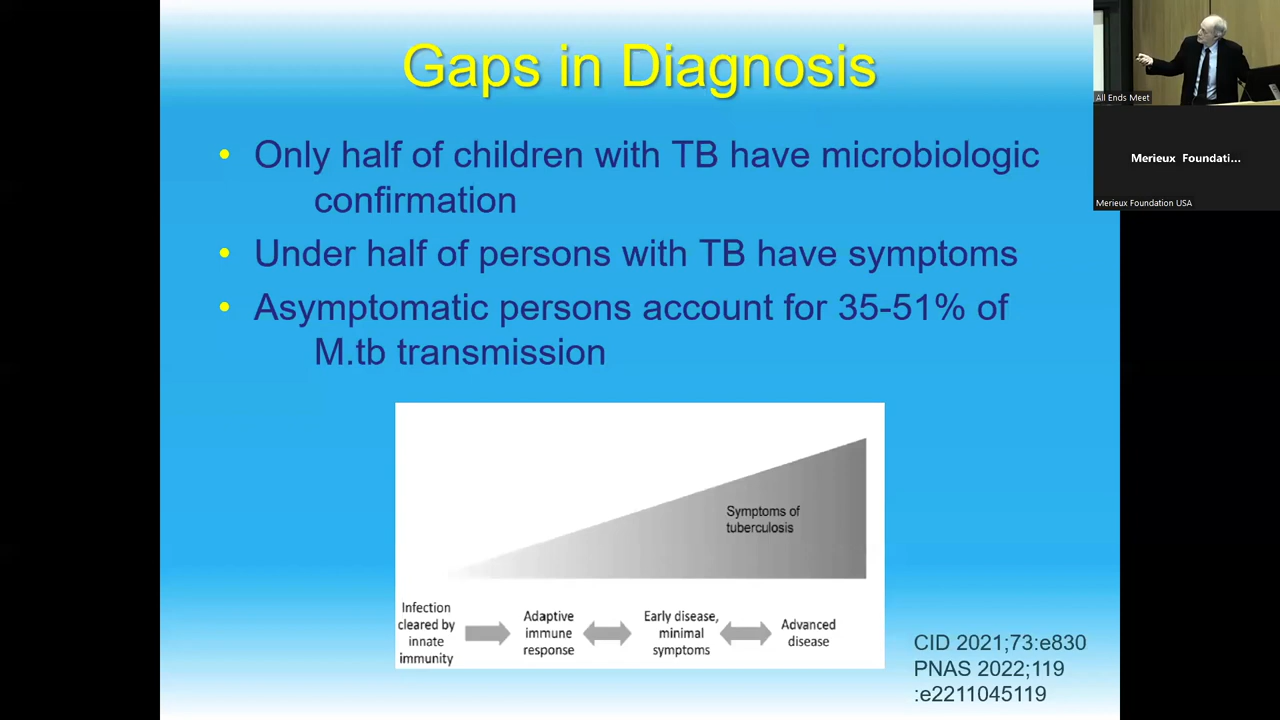 Gaps in Diagnosis
• Only half of children with TB have microbiologic
confirmation
• Under half of persons with TB have symptoms
• Asymptomatic persons account for 35-51% of
M.tb transmission
Symptoms of
tuberculosis
Infection
cleared by
innate
immunity
Adaptive
immune
response
Early disease,
minimal
symptoms
Advanced
disease
CID 2021;73:e830
PNAS 2022;119
:e2211045119
All Ends Meet
Merieux Foundati...
Merieux Foundation USA